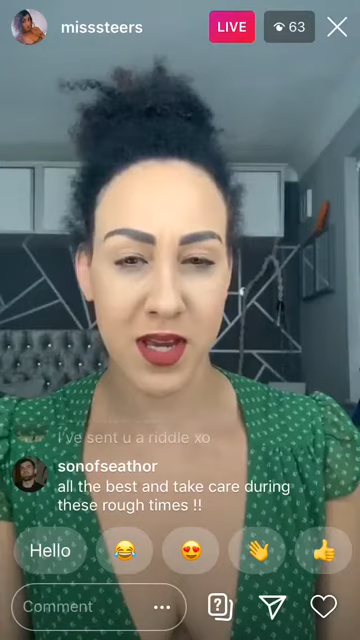 misssteers
LIVE
63
I've sent u a riddle xo
sonofseathor
all the best and take care during
these rough times !!
Hello
Comment